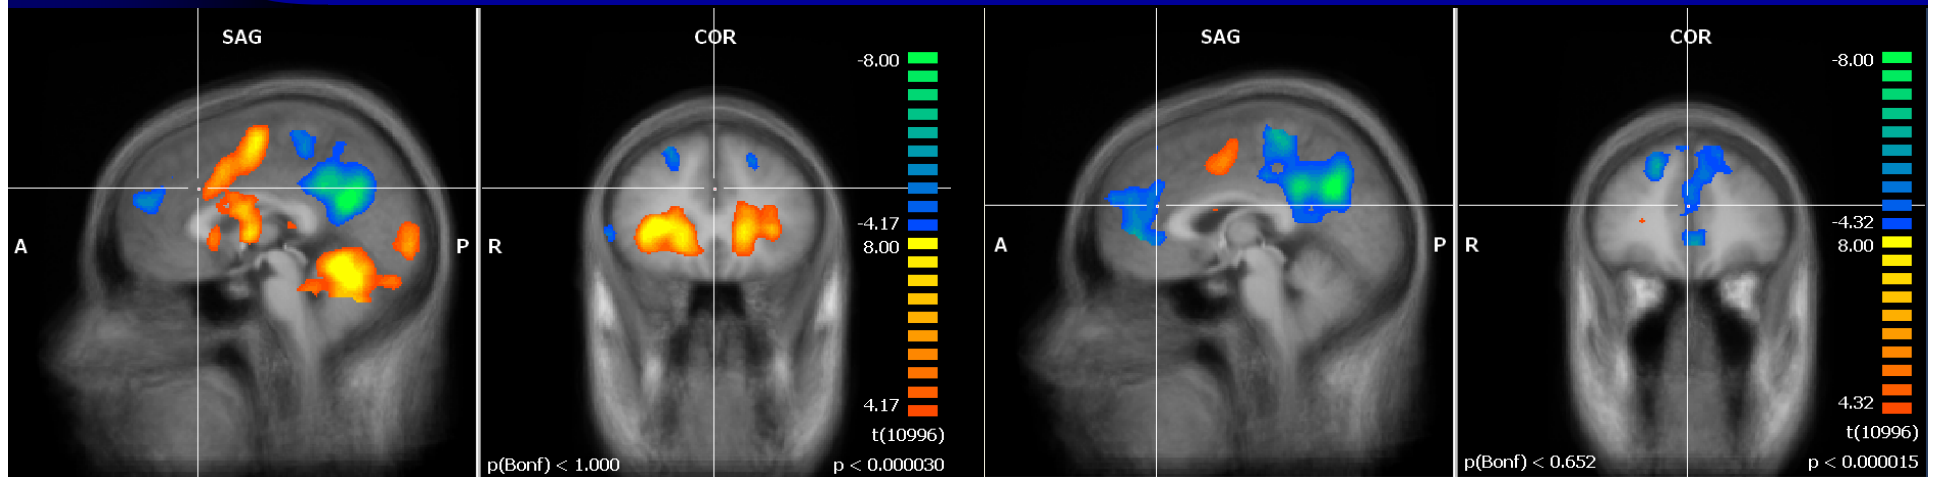 SAG
A
P
COR
R
-8.00
-4.17
8.00
4.17
t(10996)
p(Bonf) < 1.000
p < 0.000030
SAG
A
P
COR
R
-8.00
-4.32
8.00
4.32
t(10996)
p(Bonf) < 0.652
p < 0.000015